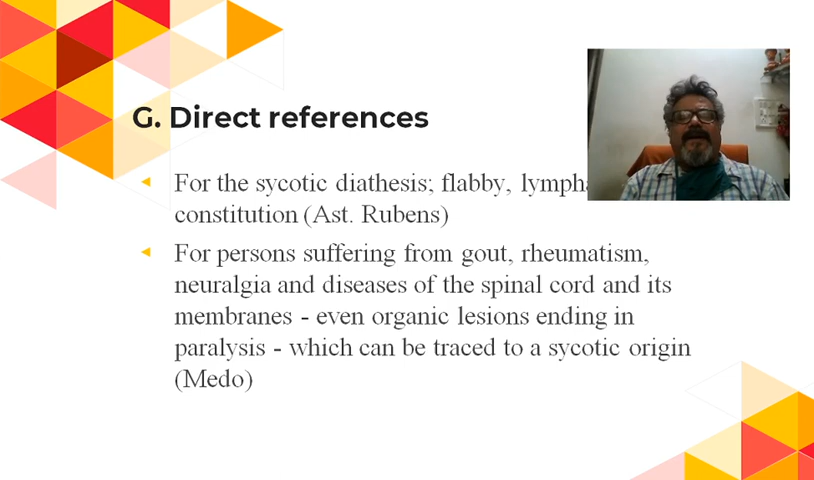 G. Direct references
For the sycotic diathesis; flabby,
constitution (Ast. Rubens)
For persons suffering from gout, rheumatism,
neuralgia and diseases of the spinal cord and its
membranes - even organic lesions ending in
paralysis - which can be traced to a sycotic origin
(Medo)